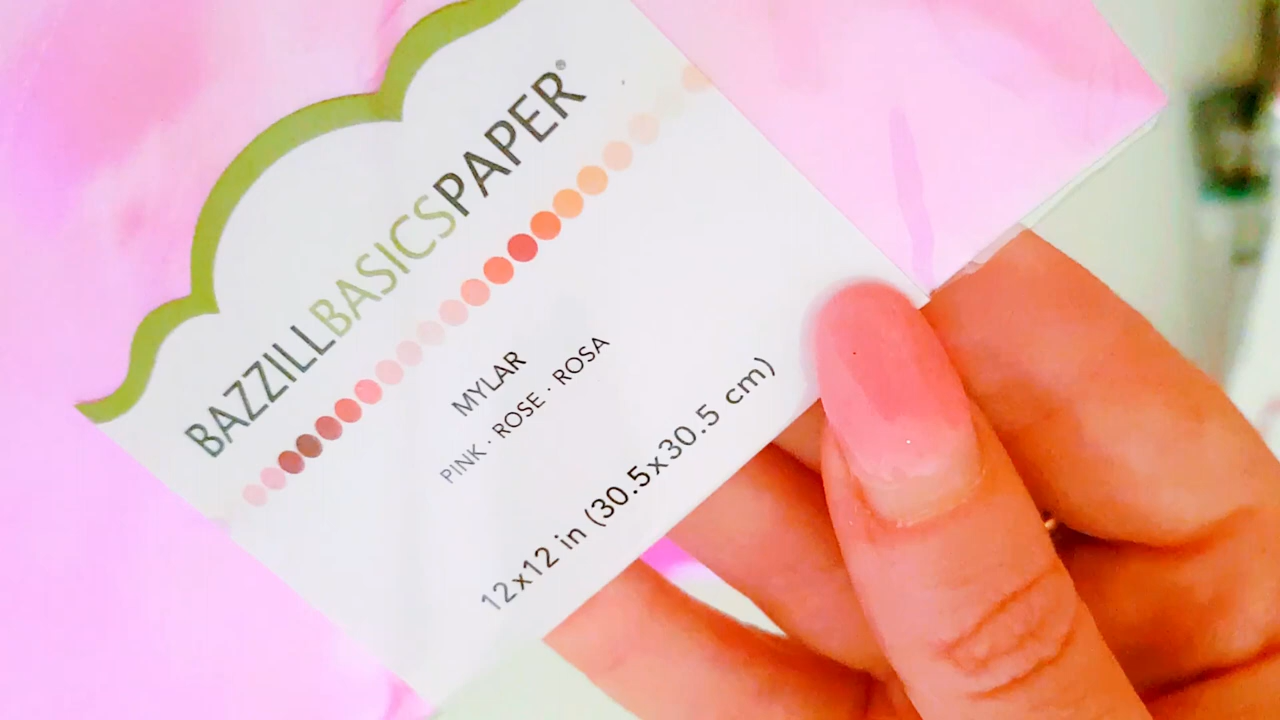 BAZZILLBASICSPAPER®
MYLAR
PINK · ROSE · ROSA
12x12 in (30.5x30.5 cm)